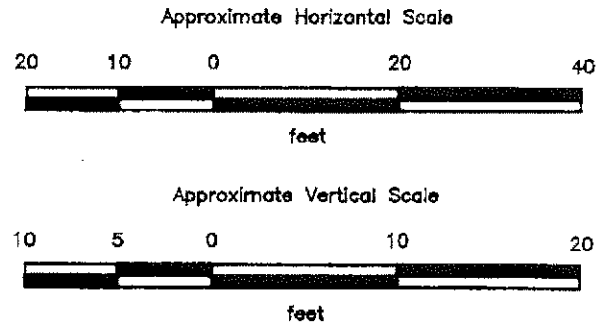 Approximate Horizontal Scale
20 10 0 20 40
feet
Approximate Vertical Scale
10 5 0 10 20
feet